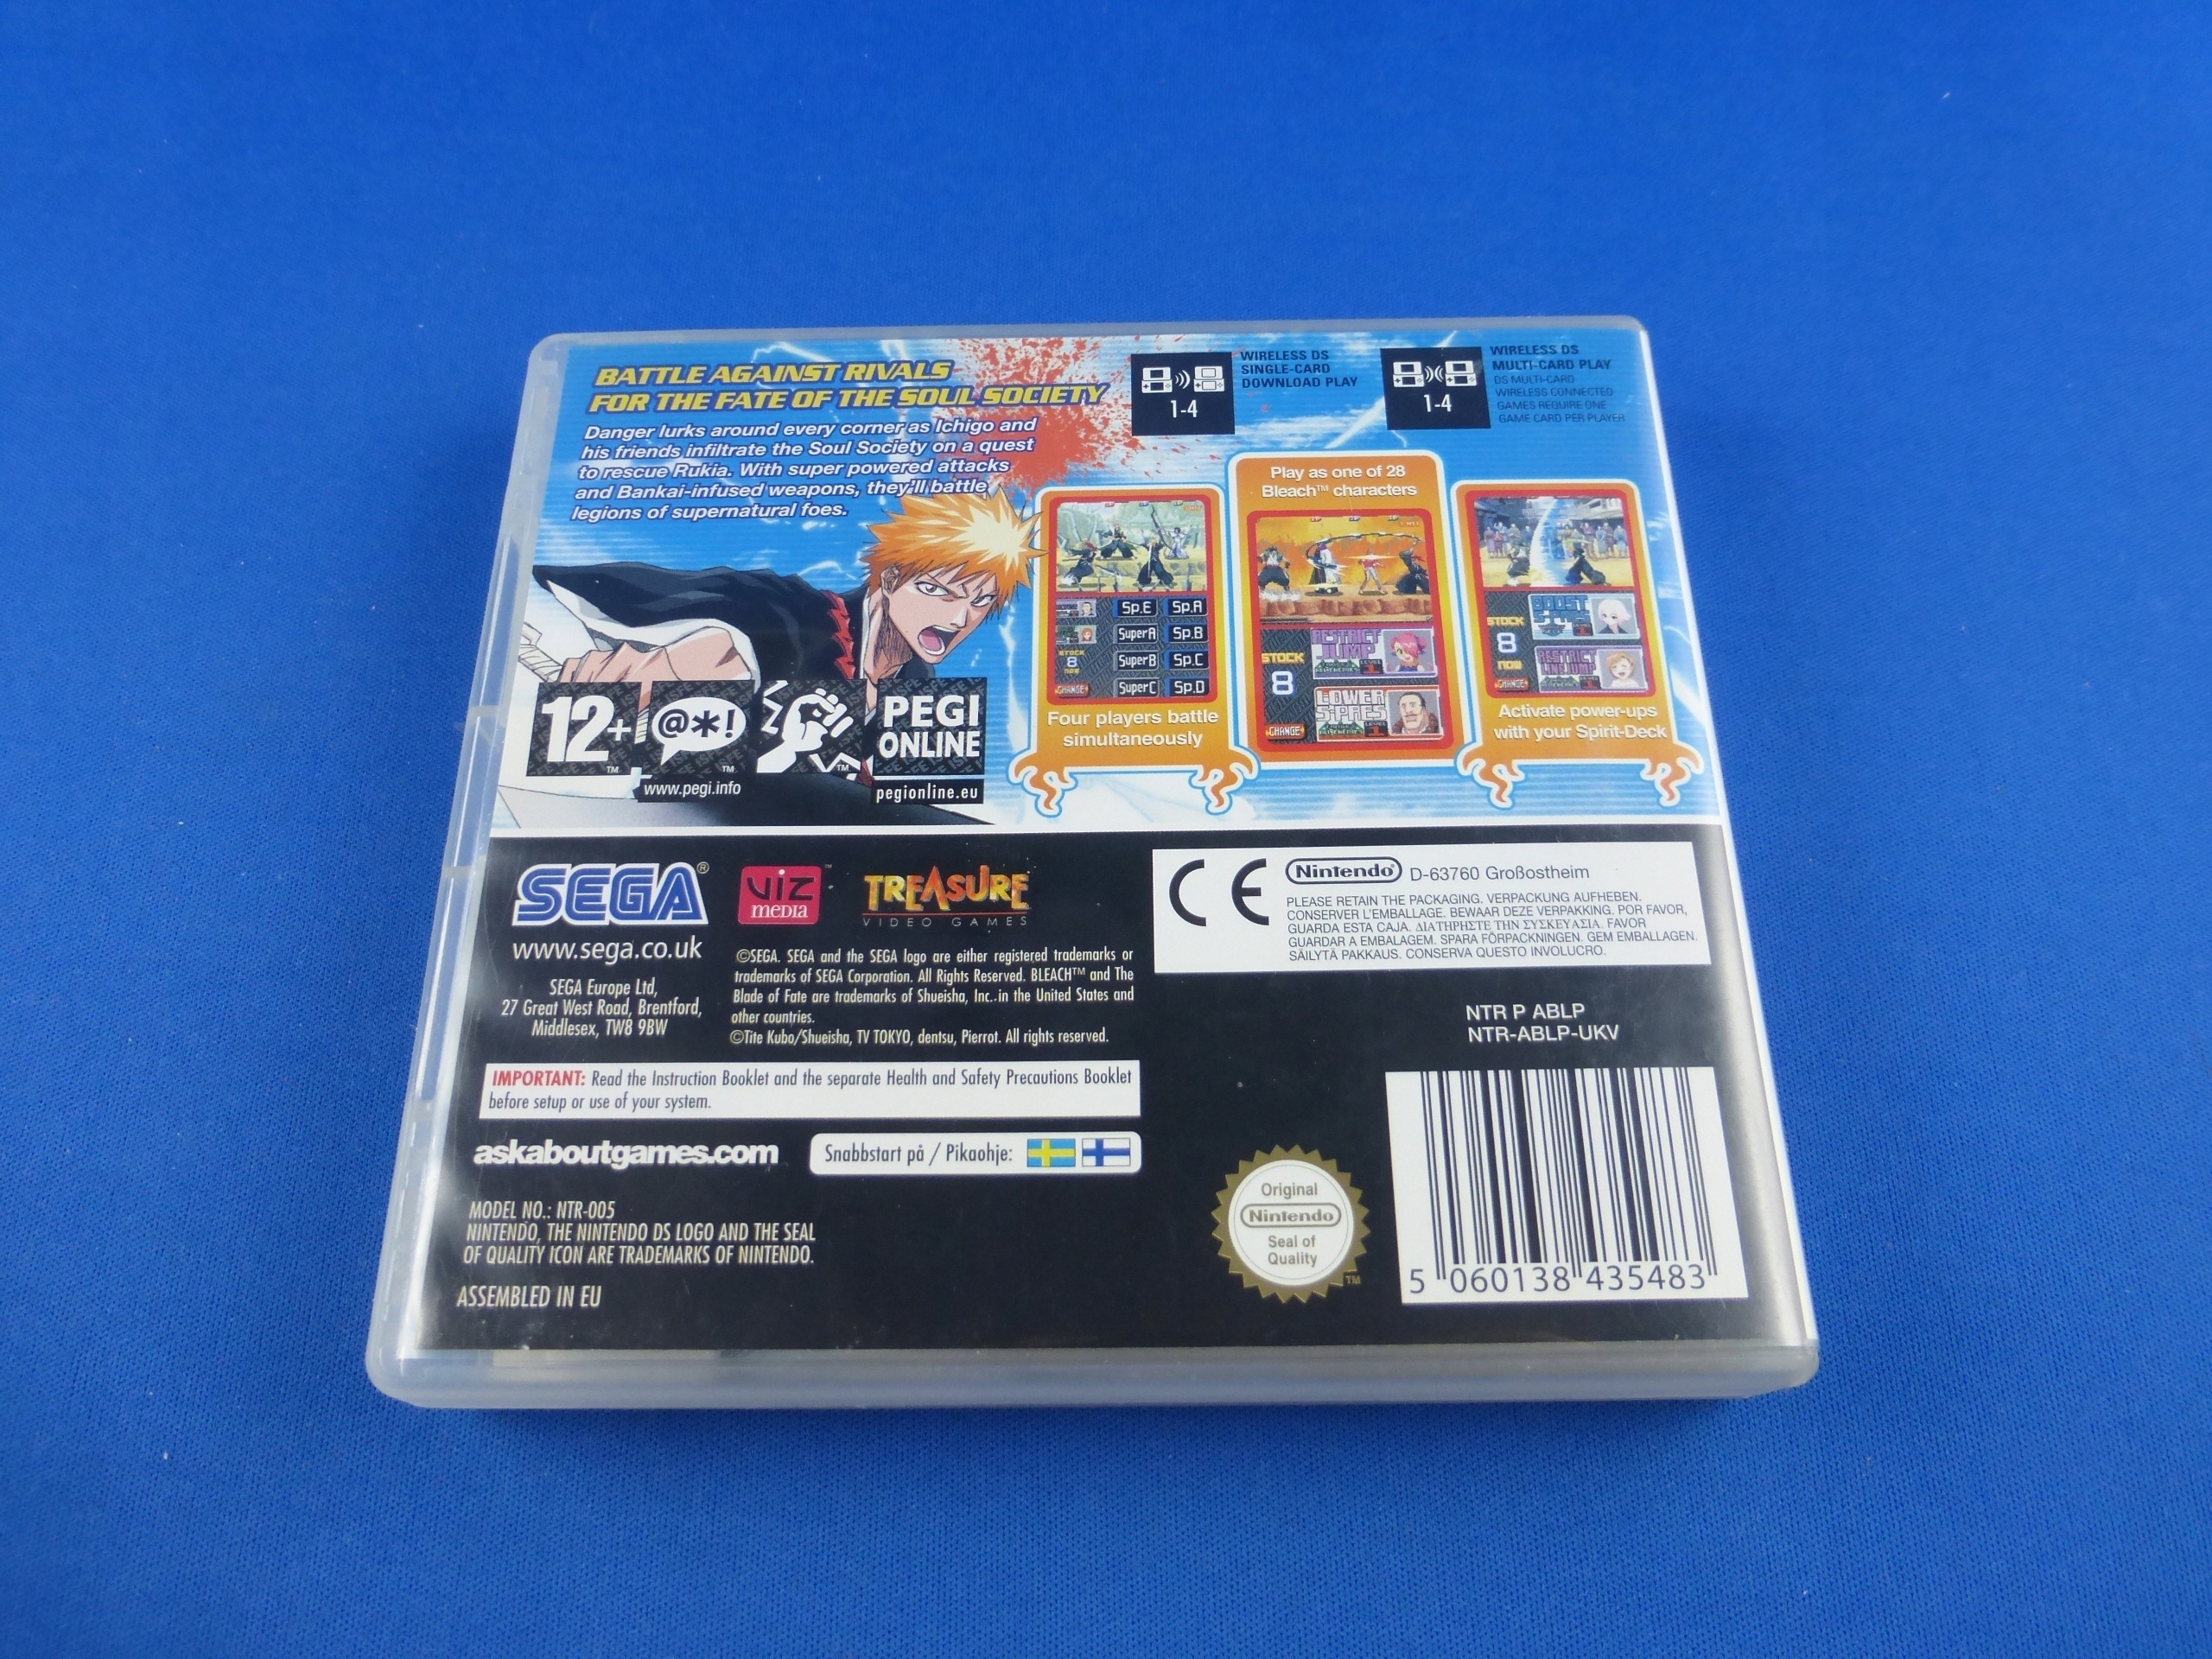 BATTLE AGAINST RIVALS
FOR THE FATE OF THE SOUL SOCIETY
Danger lurks around every corner as Ichigo and
his friends infiltrate the Soul Society on a quest
to rescue Rukia. With super powered attacks
and Bankai-infused weapons, they'll battle
legions of supernatural foes.
1-4
WIRELESS DS
SINGLE-CARD
DOWNLOAD PLAY
1-4
WIRELESS DS
MULTI-CARD PLAY
DS MULTI-CARD
WIRELESS CONNECTED
GAMES REQUIRE ONE
GAME CARD PER PLAYER
Sp.E Sp.A
SuperA Sp.B
SuperB Sp.C
SuperC Sp.D
STOCK
8
CHANGE
Four players battle
simultaneously
Play as one of 28
Bleach™ characters
RESTRICT
JUMP
STOCK
8
LOWER
S.PRES
CHANGE
BOOST
STOCK
8
RESTRICT
CHANGE
Activate power-ups
with your Spirit-Deck
12+™
@*!™
™
www.pegi.info
PEGI
ONLINE
pegionline.eu
SEGA®
www.sega.co.uk
SEGA Europe Ltd,
27 Great West Road, Brentford,
Middlesex, TW8 9BW
VIZ™
MEDIA
TREASURE
VIDEO GAMES
©SEGA. SEGA and the SEGA logo are either registered trademarks or
trademarks of SEGA Corporation. All Rights Reserved. BLEACH™ and The
Blade of Fate are trademarks of Shueisha, Inc..in the United States and
other countries.
©Tite Kubo/Shueisha, TV TOKYO, dentsu, Pierrot. All rights reserved.
CE
Nintendo® D-63760 Großostheim
PLEASE RETAIN THE PACKAGING. VERPACKUNG AUFHEBEN.
CONSERVER L'EMBALLAGE. BEWAAR DEZE VERPAKKING. POR FAVOR,
GUARDA ESTA CAJA. ΔΙΑΤΗΡΗΣΤΕ ΤΗΝ ΣΥΣΚΕΥΑΣΙΑ. FAVOR
GUARDAR A EMBALAGEM. SPARA FÖRPACKNINGEN. GEM EMBALLAGEN.
SÄILYTÄ PAKKAUS. CONSERVA QUESTO INVOLUCRO.
NTR P ABLP
NTR-ABLP-UKV
IMPORTANT: Read the Instruction Booklet and the separate Health and Safety Precautions Booklet
before setup or use of your system.
askaboutgames.com
Snabbstart på / Pikaohje:
MODEL NO.: NTR-005
NINTENDO, THE NINTENDO DS LOGO AND THE SEAL
OF QUALITY ICON ARE TRADEMARKS OF NINTENDO.
ASSEMBLED IN EU
Original
Nintendo
Seal of
Quality
™
5 060138 435483